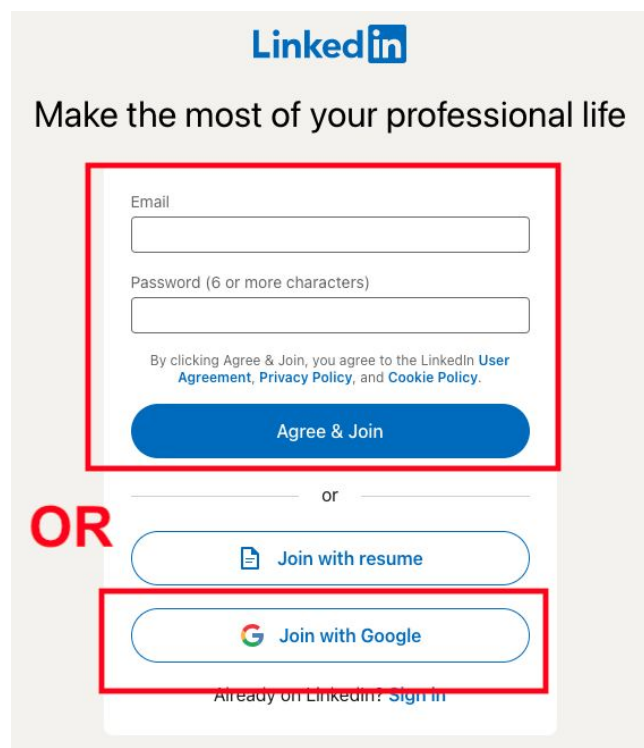 LinkedIn
Make the most of your professional life
Email
Password (6 or more characters)
By clicking Agree & Join, you agree to the LinkedIn User
Agreement, Privacy Policy, and Cookie Policy.
Agree & Join
or
OR
Join with resume
Join with Google
Already on LinkedIn? Sign in